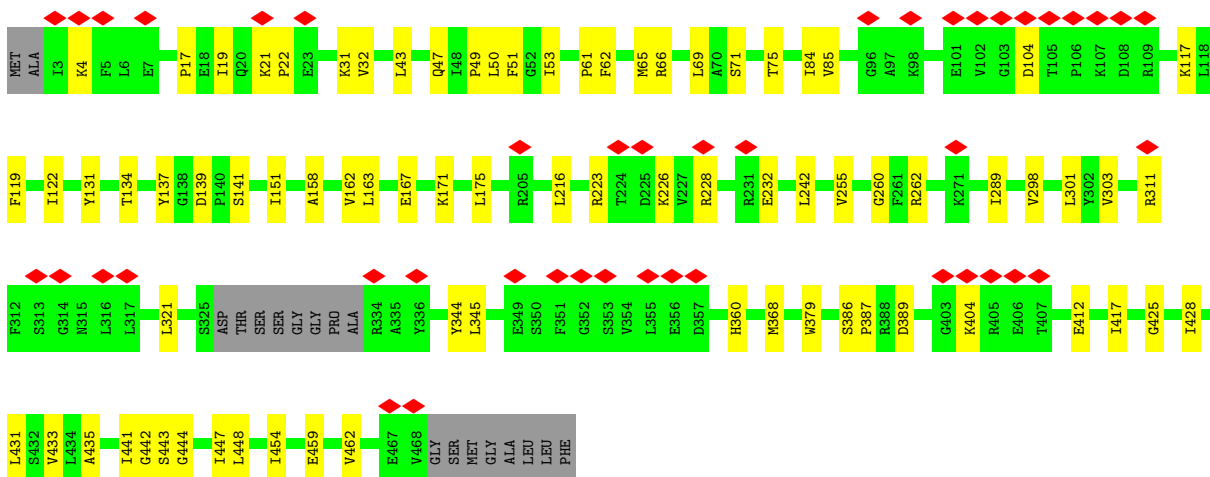 MET ALA I3 K4 F5 L6 E7 P17 E18 I19 Q20 K21 P22 E23 K31 V32 L43 Q47 I48 P49 L50 F51 G52 I53 P61 F62 M65 R66 L69 A70 S71 T75 I84 V85 G96 A97 K98 E101 V102 G103 D104 T105 P106 K107 D108 R109 K117 L118
F119 I122 Y131 T134 Y137 G138 D139 P140 S141 I151 A158 V162 L163 E167 K171 L175 R205 L216 R223 T224 D225 K226 V227 R228 R231 E232 L242 V255 G260 F261 R262 K271 I289 V298 L301 Y302 V303 R311
F312 S313 G314 N315 L316 L317 L321 S325 ASP THR SER SER GLY GLY PRO ALA R334 A335 Y336 Y344 L345 E349 S350 F351 G352 S353 V354 L355 E356 D357 H360 M368 W379 S386 P387 R388 D389 G403 K404 R405 E406 T407 E412 I417 G425 I428
L431 S432 V433 L434 A435 I441 G442 S443 G444 I447 L448 I454 E459 V462 E467 V468 GLY SER MET GLY ALA LEU LEU PHE